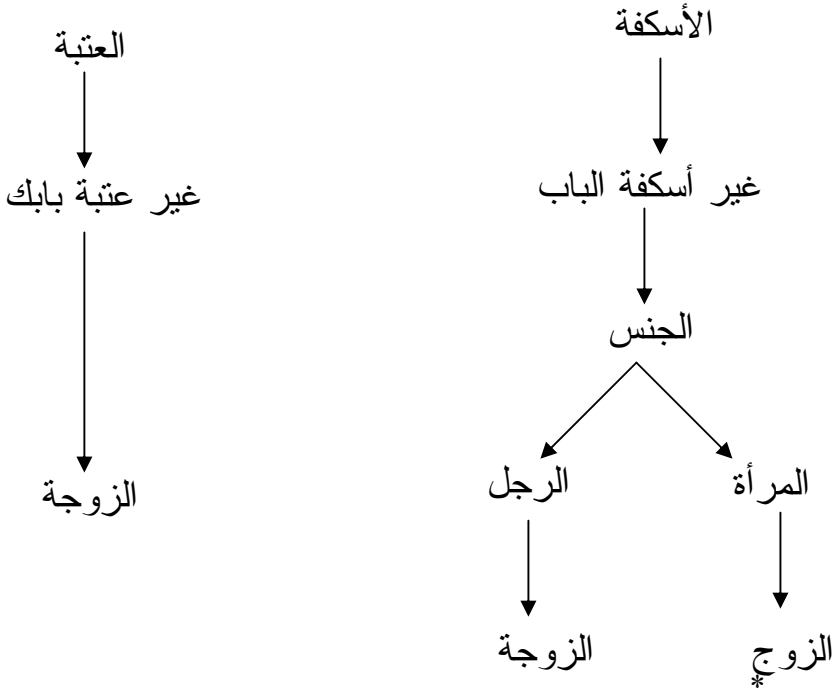 الأسكفة
العتبة
غير أسكفة الباب
غير عتبة بابك
الجنس
المرأة
الرجل
الزوجة
الزوج
*
الزوجة